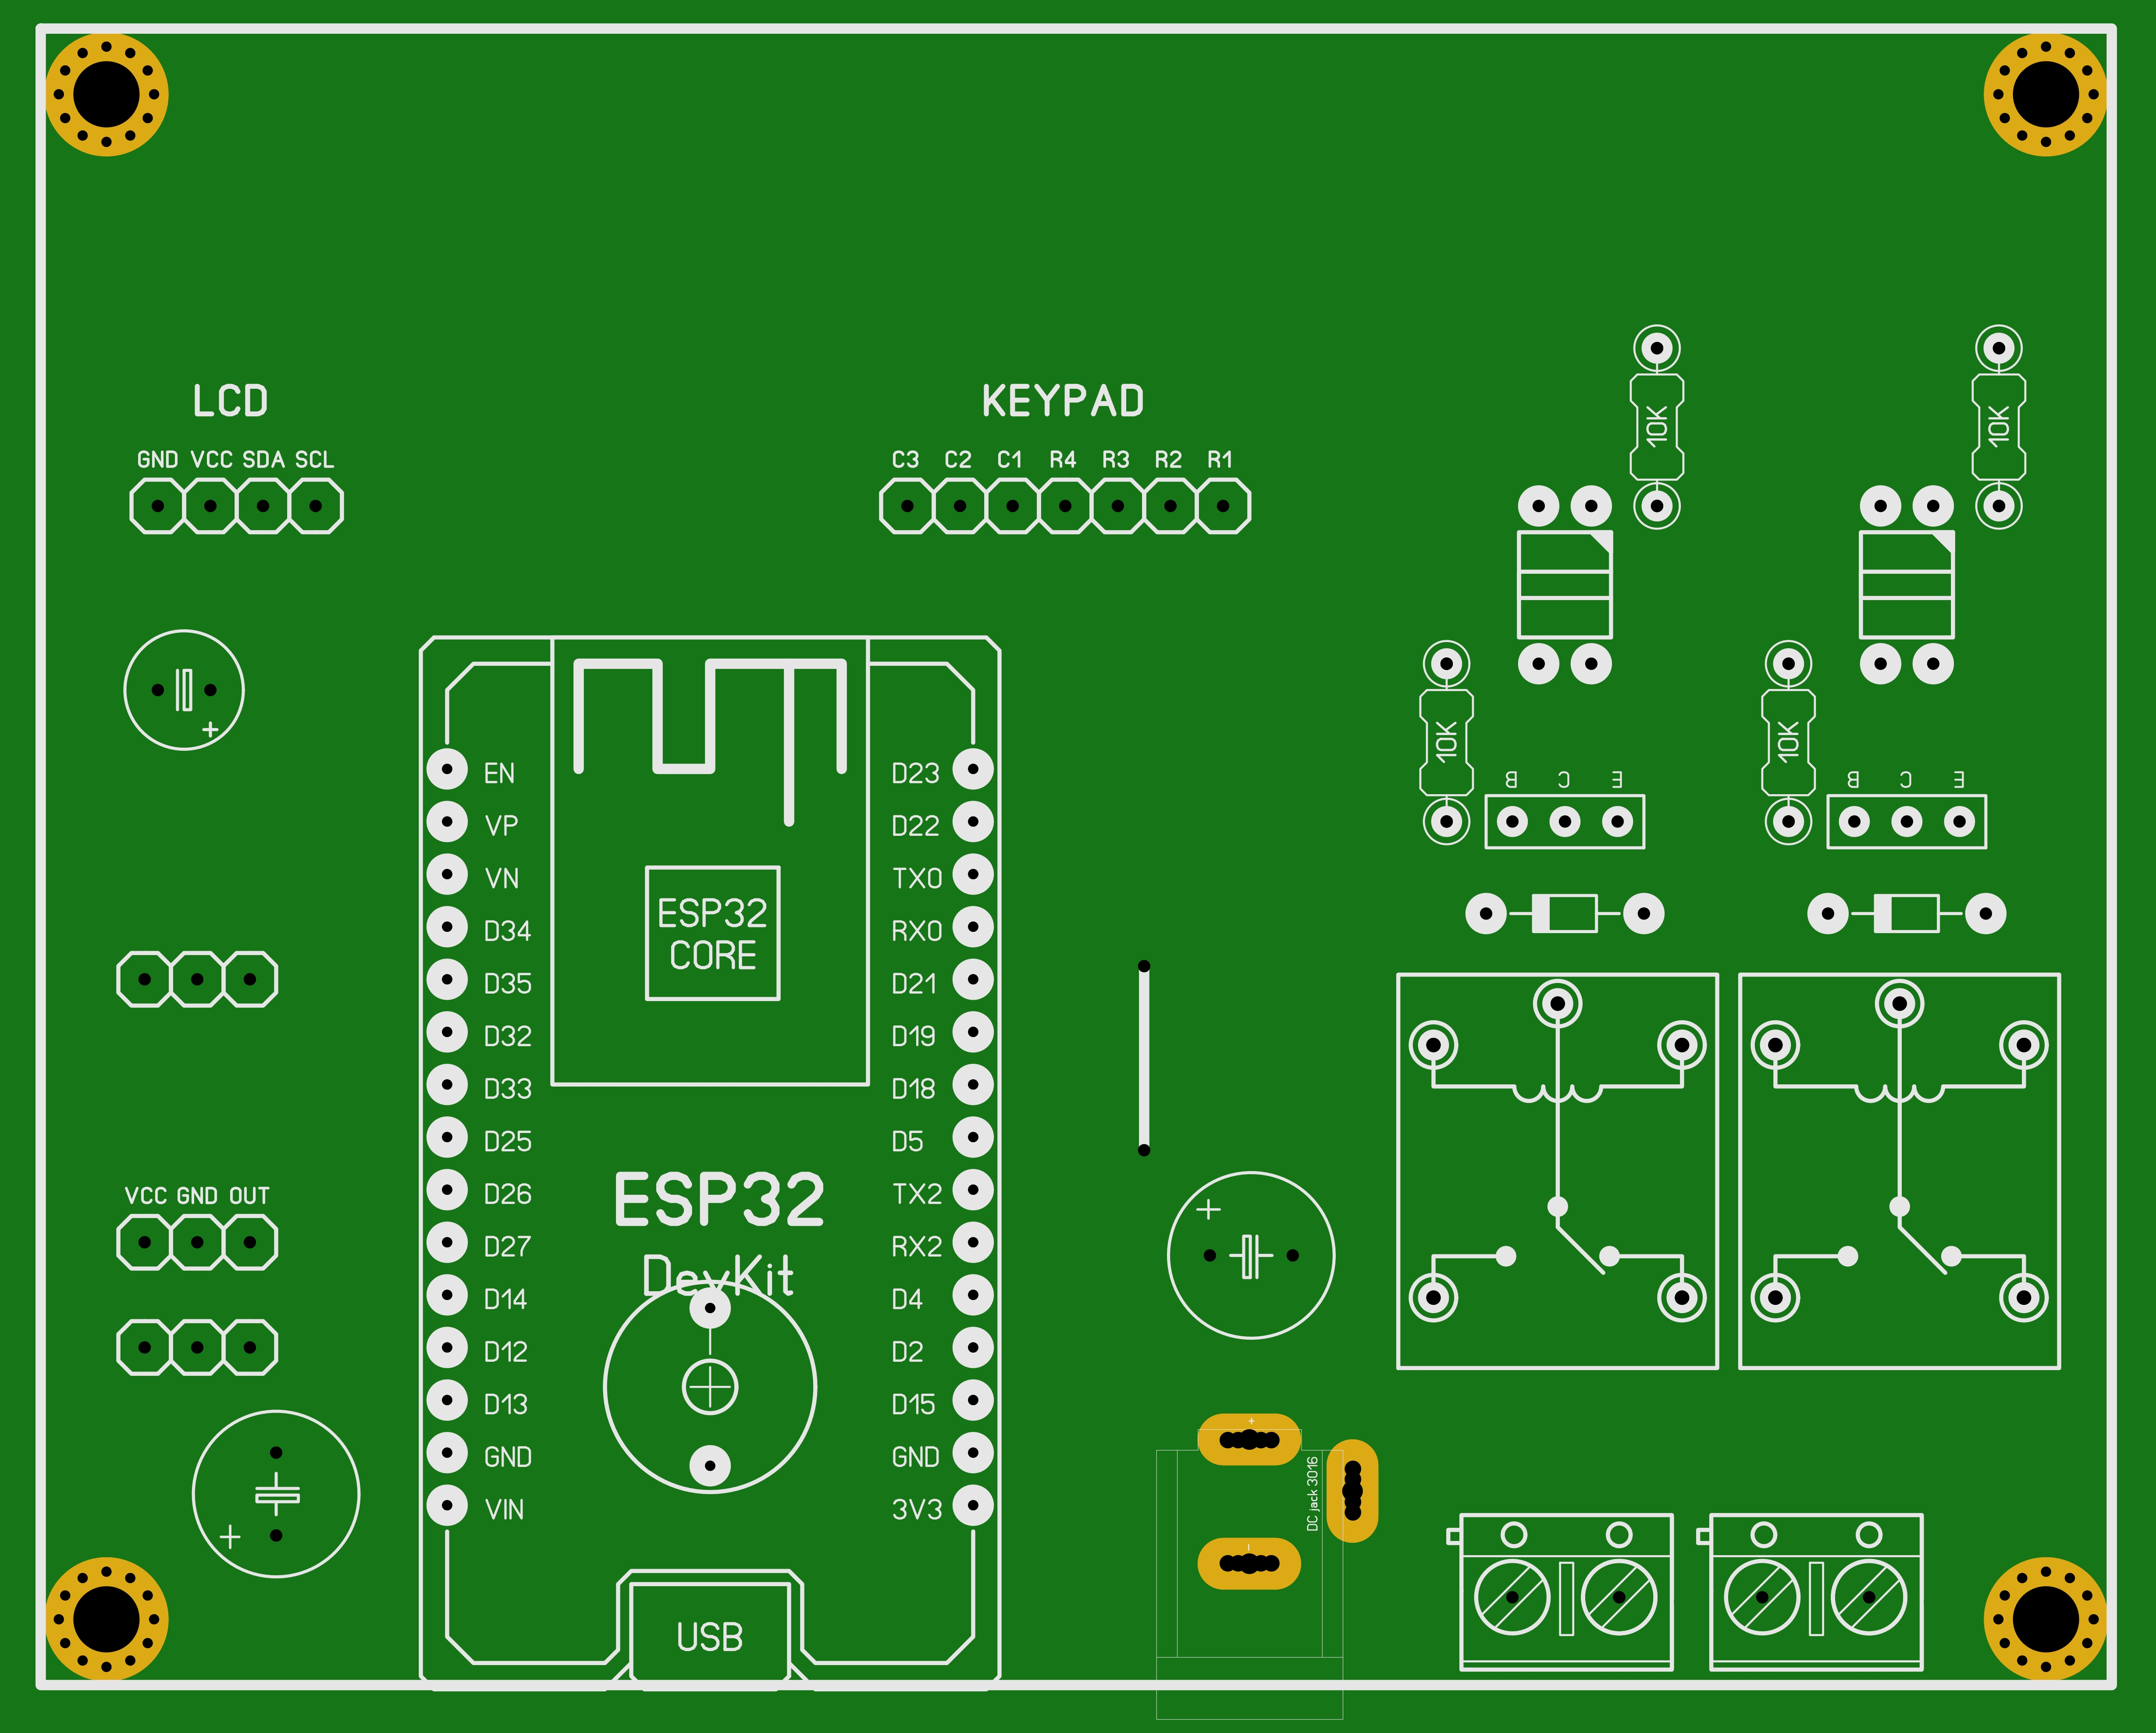 LCD
KEYPAD
GND VCC SDA SCL
C3 C2 C1 R4 R3 R2 R1
10K
10K
10K
10K
B C E
B C E
EN
VP
VN
D34
D35
D32
D33
D25
D26
D27
D14
D12
D13
GND
VIN
D23
D22
TX0
RX0
D21
D19
D18
D5
TX2
RX2
D4
D2
D15
GND
3V3
ESP32
CORE
ESP32
DevKit
USB
VCC GND OUT
+
+
+
+
-
DC jack 3016